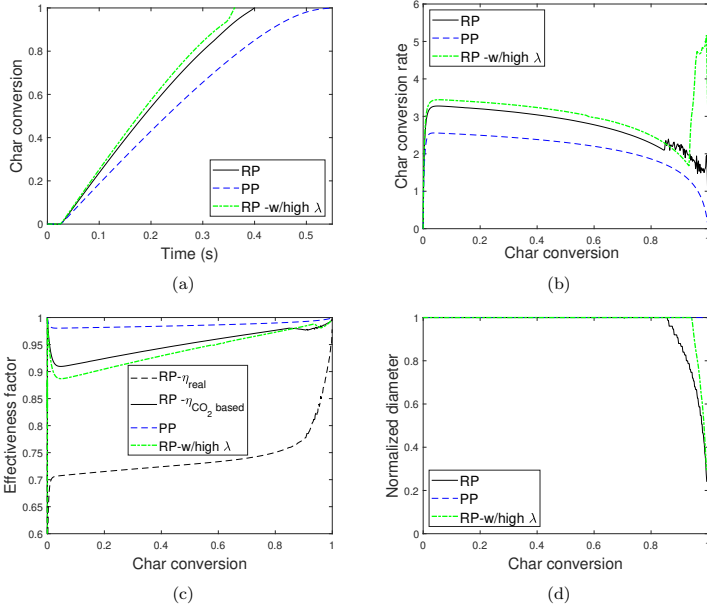 1
0.8
0.6
0.4
0.2
0
0 0.1 0.2 0.3 0.4 0.5
Char conversion
Time (s)
RP
PP
RP -w/high λ
(a)
6
5
4
3
2
1
0
0 0.2 0.4 0.6 0.8 1
Char conversion rate
Char conversion
RP
PP
RP -w/high λ
(b)
1
0.95
0.9
0.85
0.8
0.75
0.7
0.65
0.6
0 0.2 0.4 0.6 0.8 1
Effectiveness factor
Char conversion
RP-ηreal
RP -ηCO2 based
PP
RP-w/high λ
(c)
1
0.8
0.6
0.4
0.2
0
0 0.2 0.4 0.6 0.8 1
Normalized diameter
Char conversion
RP
PP
RP-w/high λ
(d)